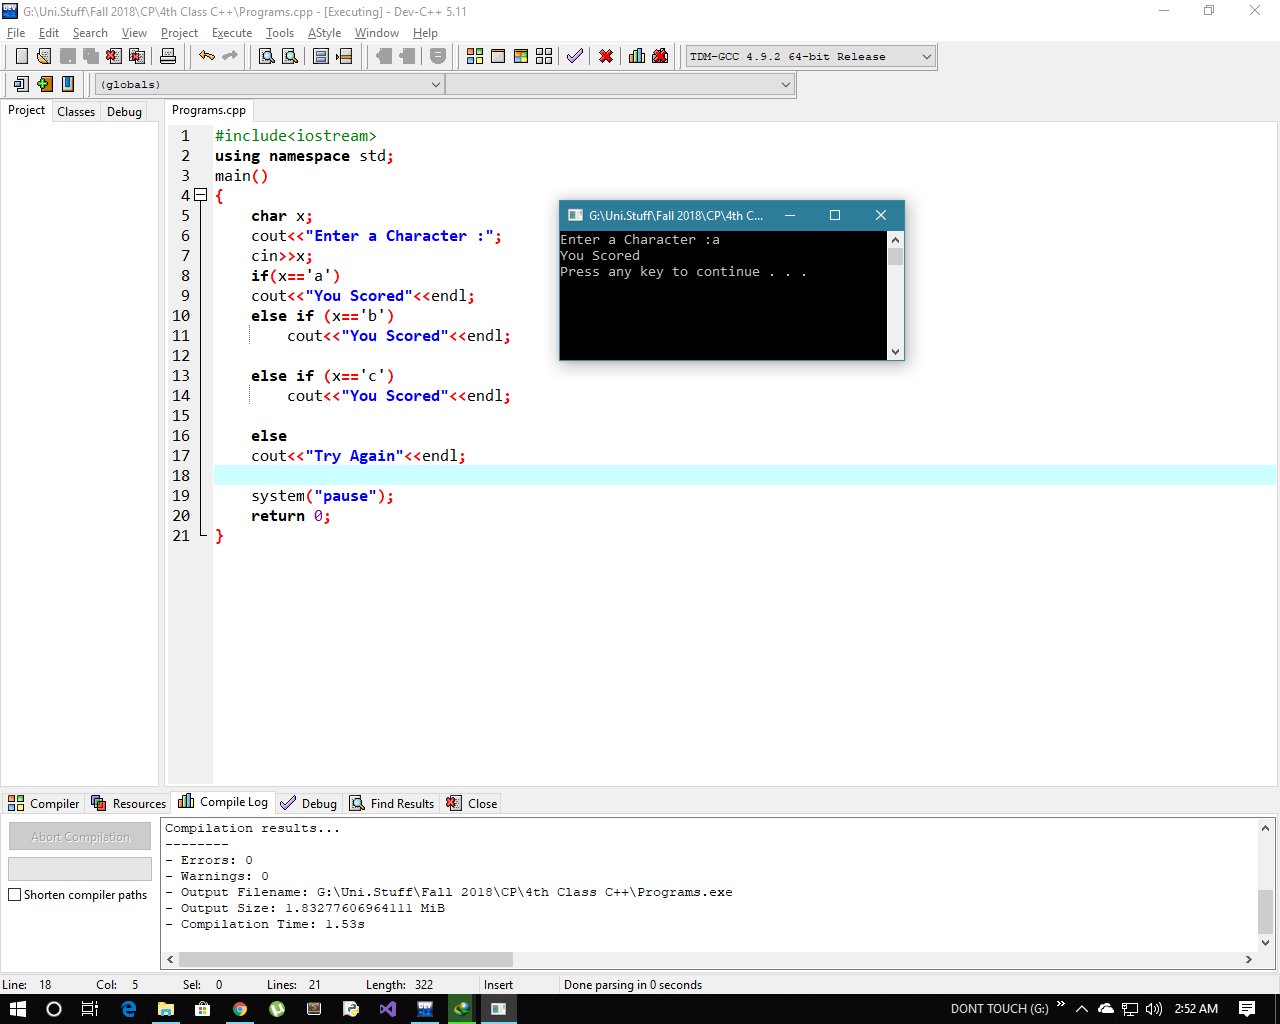 G:\Uni.Stuff\Fall 2018\CP\4th Class C++\Programs.cpp - [Executing] - Dev-C++ 5.11
File Edit Search View Project Execute Tools AStyle Window Help
TDM-GCC 4.9.2 64-bit Release
(globals)
Project Classes Debug
Programs.cpp
1 #include<iostream>
2 using namespace std;
3 main()
4 {
5 char x;
6 cout<<"Enter a Character :";
7 cin>>x;
8 if(x=='a')
9 cout<<"You Scored"<<endl;
10 else if (x=='b')
11 cout<<"You Scored"<<endl;
12
13 else if (x=='c')
14 cout<<"You Scored"<<endl;
15
16 else
17 cout<<"Try Again"<<endl;
18
19 system("pause");
20 return 0;
21 }
G:\Uni.Stuff\Fall 2018\CP\4th C...
Enter a Character :a
You Scored
Press any key to continue . . .
Compiler Resources Compile Log Debug Find Results Close
Abort Compilation
Shorten compiler paths
Compilation results...
--------
- Errors: 0
- Warnings: 0
- Output Filename: G:\Uni.Stuff\Fall 2018\CP\4th Class C++\Programs.exe
- Output Size: 1.83277606964111 MiB
- Compilation Time: 1.53s
Line: 18 Col: 5 Sel: 0 Lines: 21 Length: 322 Insert Done parsing in 0 seconds
DONT TOUCH (G:) 2:52 AM